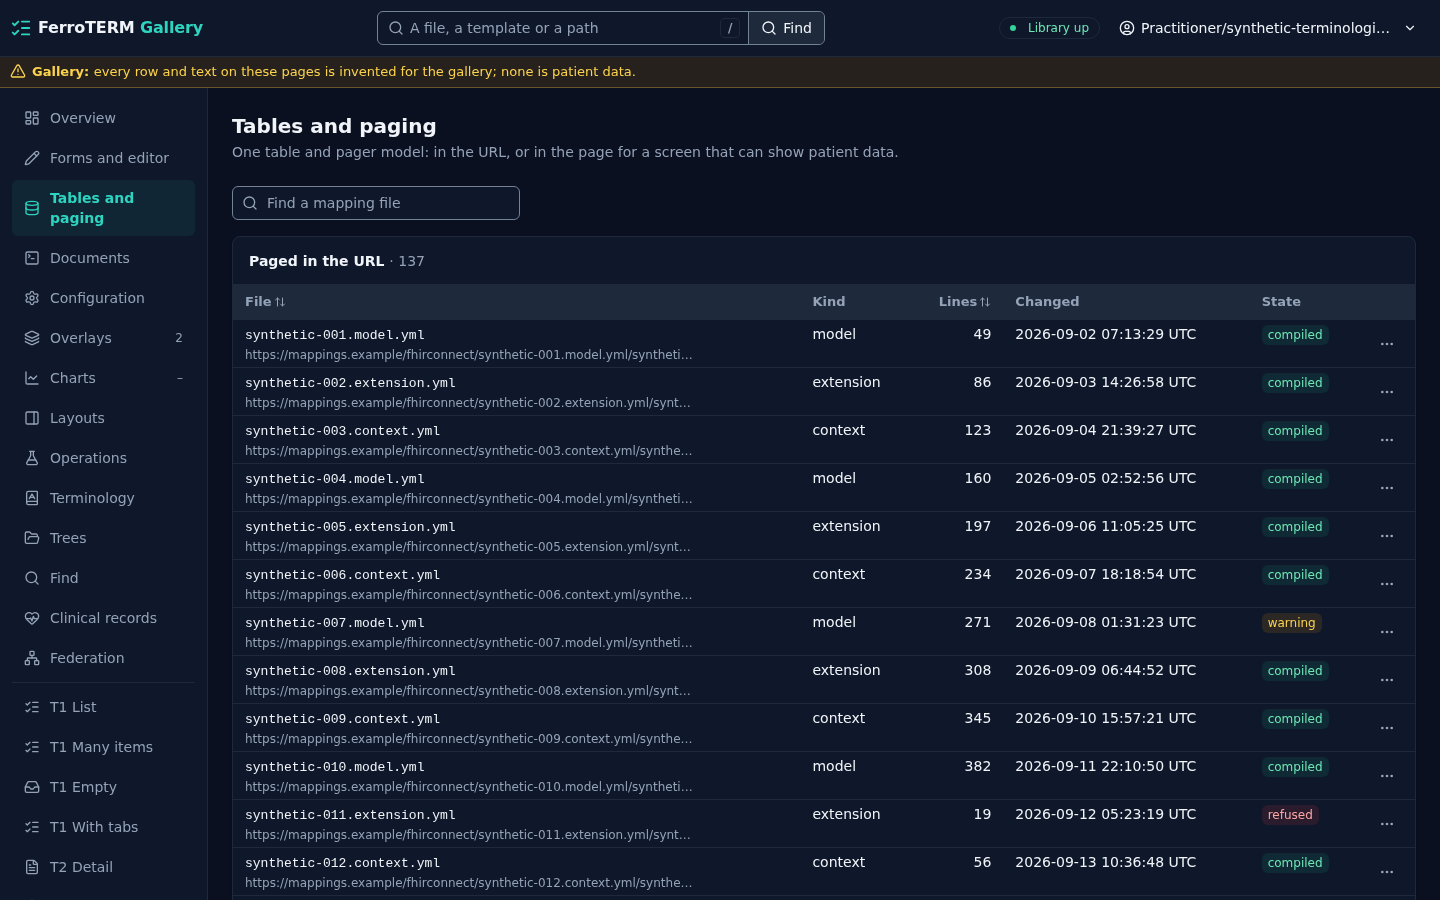 FerroTERM Gallery
A file, a template or a path
/
Find
Library up
Practitioner/synthetic-terminologi...
Gallery: every row and text on these pages is invented for the gallery; none is patient data.
Overview
Forms and editor
Tables and
paging
Documents
Configuration
Overlays 2
Charts –
Layouts
Operations
Terminology
Trees
Find
Clinical records
Federation
T1 List
T1 Many items
T1 Empty
T1 With tabs
T2 Detail
Tables and paging
One table and pager model: in the URL, or in the page for a screen that can show patient data.
Find a mapping file
Paged in the URL · 137
File Kind Lines Changed State
synthetic-001.model.yml model 49 2026-09-02 07:13:29 UTC compiled
https://mappings.example/fhirconnect/synthetic-001.model.yml/syntheti...
synthetic-002.extension.yml extension 86 2026-09-03 14:26:58 UTC compiled
https://mappings.example/fhirconnect/synthetic-002.extension.yml/synt...
synthetic-003.context.yml context 123 2026-09-04 21:39:27 UTC compiled
https://mappings.example/fhirconnect/synthetic-003.context.yml/synthe...
synthetic-004.model.yml model 160 2026-09-05 02:52:56 UTC compiled
https://mappings.example/fhirconnect/synthetic-004.model.yml/syntheti...
synthetic-005.extension.yml extension 197 2026-09-06 11:05:25 UTC compiled
https://mappings.example/fhirconnect/synthetic-005.extension.yml/synt...
synthetic-006.context.yml context 234 2026-09-07 18:18:54 UTC compiled
https://mappings.example/fhirconnect/synthetic-006.context.yml/synthe...
synthetic-007.model.yml model 271 2026-09-08 01:31:23 UTC warning
https://mappings.example/fhirconnect/synthetic-007.model.yml/syntheti...
synthetic-008.extension.yml extension 308 2026-09-09 06:44:52 UTC compiled
https://mappings.example/fhirconnect/synthetic-008.extension.yml/synt...
synthetic-009.context.yml context 345 2026-09-10 15:57:21 UTC compiled
https://mappings.example/fhirconnect/synthetic-009.context.yml/synthe...
synthetic-010.model.yml model 382 2026-09-11 22:10:50 UTC compiled
https://mappings.example/fhirconnect/synthetic-010.model.yml/syntheti...
synthetic-011.extension.yml extension 19 2026-09-12 05:23:19 UTC refused
https://mappings.example/fhirconnect/synthetic-011.extension.yml/synt...
synthetic-012.context.yml context 56 2026-09-13 10:36:48 UTC compiled
https://mappings.example/fhirconnect/synthetic-012.context.yml/synthe...